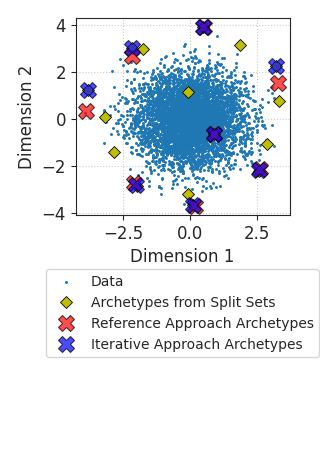 4
2
0
−2
−4
Dimension 2
−2.5 0.0 2.5
Dimension 1
Data
Archetypes from Split Sets
Reference Approach Archetypes
Iterative Approach Archetypes